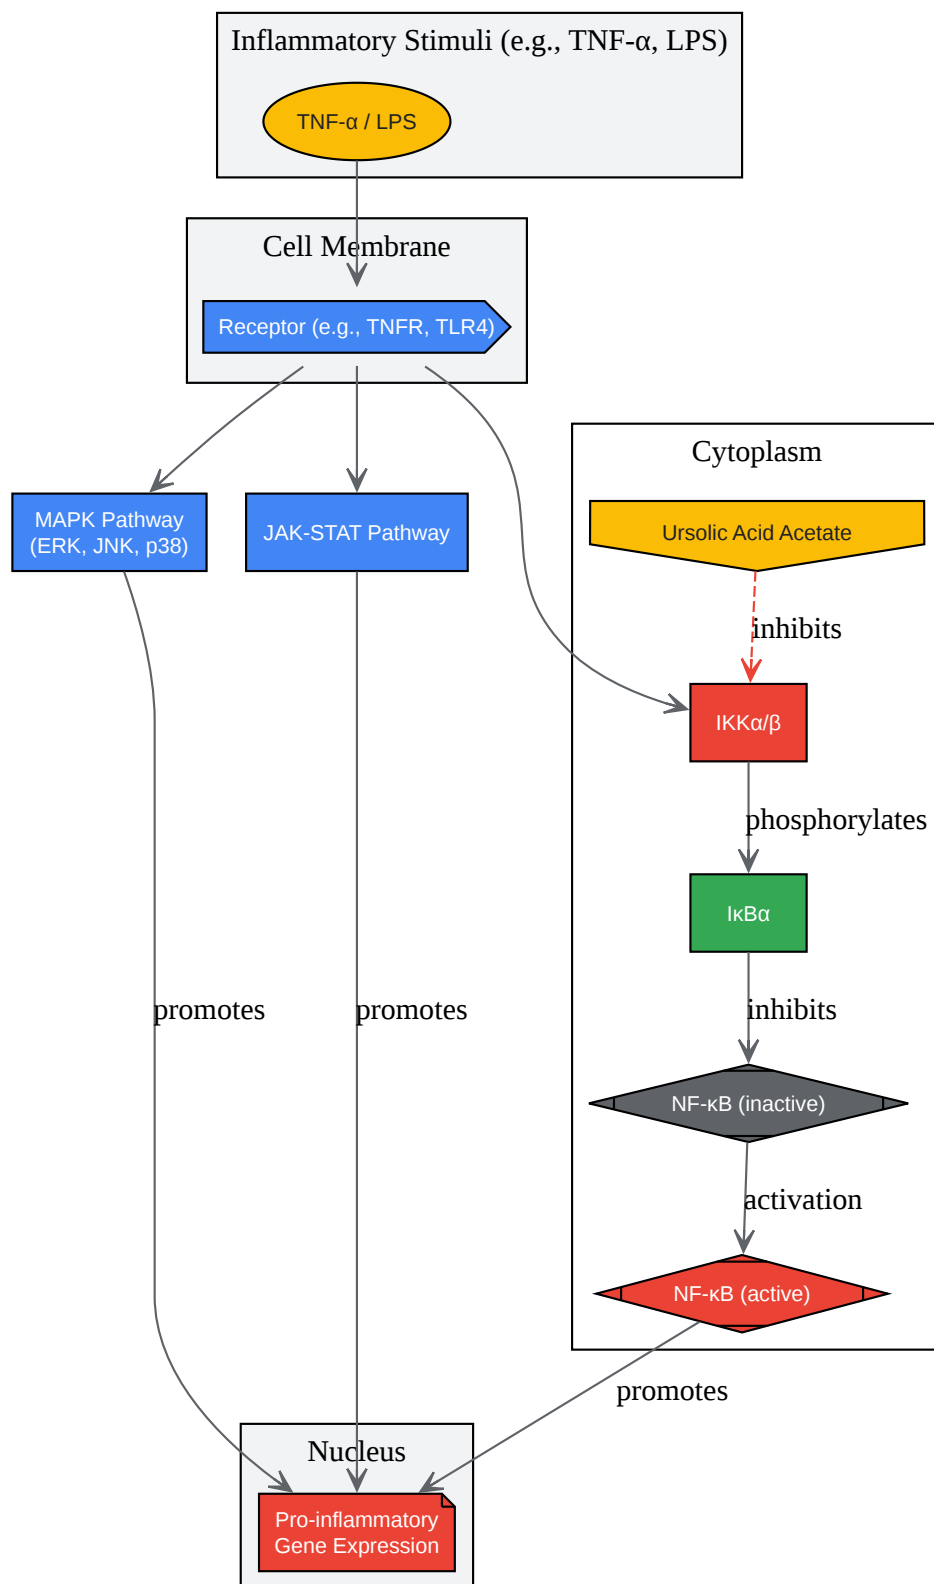 Inflammatory Stimuli (e.g., TNF-α, LPS)
TNF-α / LPS
Cell Membrane
Receptor (e.g., TNFR, TLR4)
Cytoplasm
MAPK Pathway
(ERK, JNK, p38)
JAK-STAT Pathway
Ursolic Acid Acetate
inhibits
IKKα/β
phosphorylates
IκBα
promotes
promotes
inhibits
NF-κB (inactive)
activation
NF-κB (active)
promotes
Nucleus
Pro-inflammatory
Gene Expression